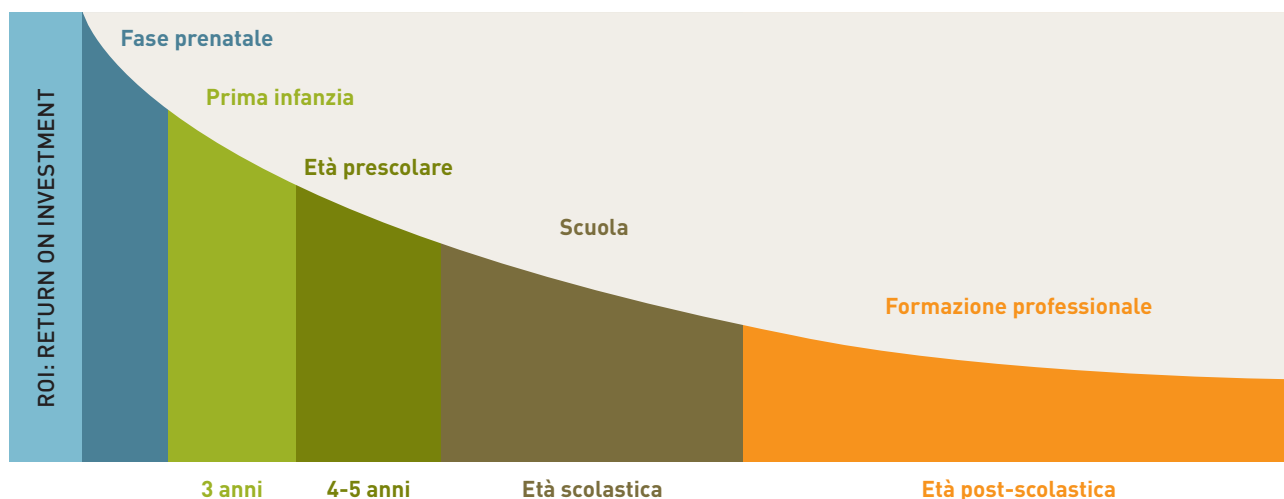 ROI: RETURN ON INVESTMENT
Fase prenatale
Prima infanzia
Età prescolare
Scuola
Formazione professionale
3 anni
4-5 anni
Età scolastica
Età post-scolastica